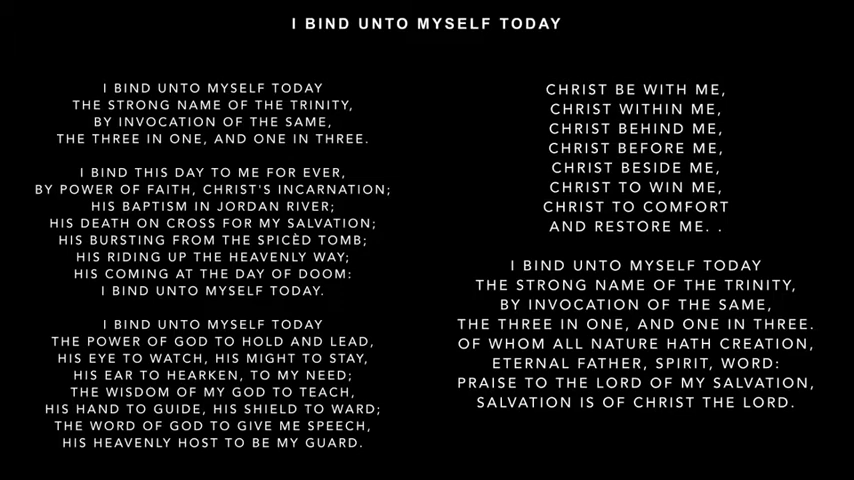 I BIND UNTO MYSELF TODAY
I BIND UNTO MYSELF TODAY
THE STRONG NAME OF THE TRINITY,
BY INVOCATION OF THE SAME,
THE THREE IN ONE, AND ONE IN THREE.
I BIND THIS DAY TO ME FOR EVER,
BY POWER OF FAITH, CHRIST'S INCARNATION;
HIS BAPTISM IN JORDAN RIVER;
HIS DEATH ON CROSS FOR MY SALVATION;
HIS BURSTING FROM THE SPICÈD TOMB;
HIS RIDING UP THE HEAVENLY WAY;
HIS COMING AT THE DAY OF DOOM:
I BIND UNTO MYSELF TODAY.
I BIND UNTO MYSELF TODAY
THE POWER OF GOD TO HOLD AND LEAD,
HIS EYE TO WATCH, HIS MIGHT TO STAY,
HIS EAR TO HEARKEN, TO MY NEED;
THE WISDOM OF MY GOD TO TEACH,
HIS HAND TO GUIDE, HIS SHIELD TO WARD;
THE WORD OF GOD TO GIVE ME SPEECH,
HIS HEAVENLY HOST TO BE MY GUARD.
CHRIST BE WITH ME,
CHRIST WITHIN ME,
CHRIST BEHIND ME,
CHRIST BEFORE ME,
CHRIST BESIDE ME,
CHRIST TO WIN ME,
CHRIST TO COMFORT
AND RESTORE ME. .
I BIND UNTO MYSELF TODAY
THE STRONG NAME OF THE TRINITY,
BY INVOCATION OF THE SAME,
THE THREE IN ONE, AND ONE IN THREE.
OF WHOM ALL NATURE HATH CREATION,
ETERNAL FATHER, SPIRIT, WORD:
PRAISE TO THE LORD OF MY SALVATION,
SALVATION IS OF CHRIST THE LORD.